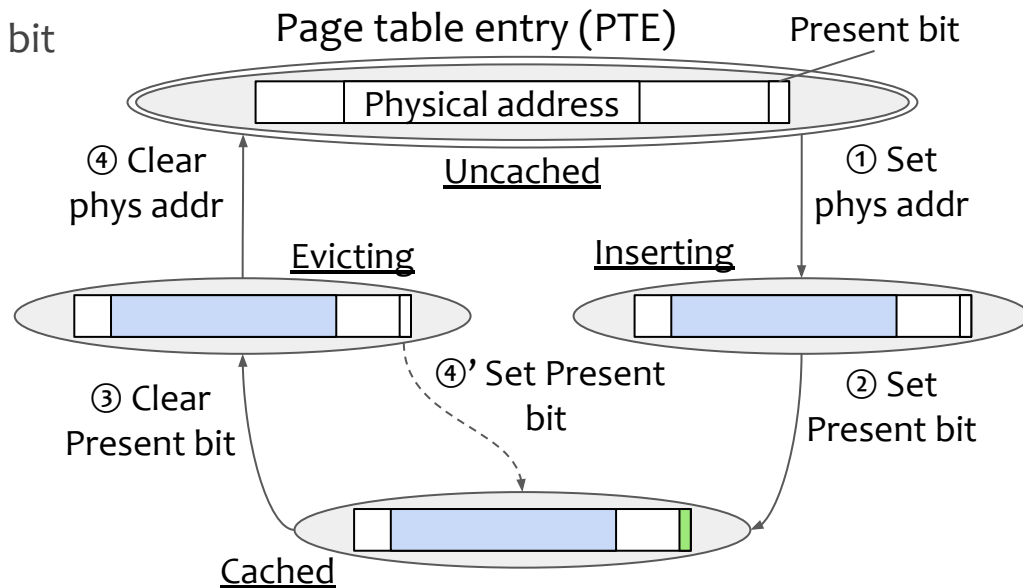 bit
Page table entry (PTE)
Present bit
Physical address
Uncached
④ Clear
phys addr
① Set
phys addr
Evicting
Inserting
③ Clear
Present bit
④’ Set Present
bit
② Set
Present bit
Cached